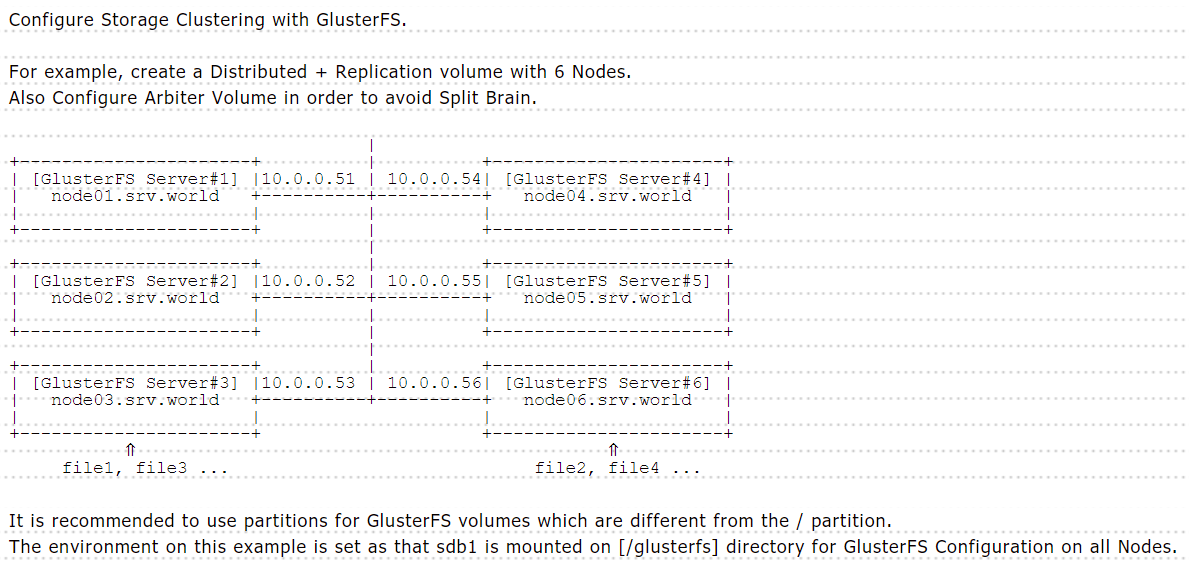 Configure Storage Clustering with GlusterFS.
For example, create a Distributed + Replication volume with 6 Nodes.
Also Configure Arbiter Volume in order to avoid Split Brain.
[GlusterFS Server#1] |10.0.0.51 | 10.0.0.54| [GlusterFS Server#4]
node01.srv.world node04.srv.world
[GlusterFS Server#2] |10.0.0.52 | 10.0.0.55| [GlusterFS Server#5]
node02.srv.world node05.srv.world
[GlusterFS Server#3] |10.0.0.53 | 10.0.0.56| [GlusterFS Server#6]
node03.srv.world node06.srv.world
⇑ ⇑
file1, file3 ... file2, file4 ...
It is recommended to use partitions for GlusterFS volumes which are different from the / partition.
The environment on this example is set as that sdb1 is mounted on [/glusterfs] directory for GlusterFS Configuration on all Nodes.